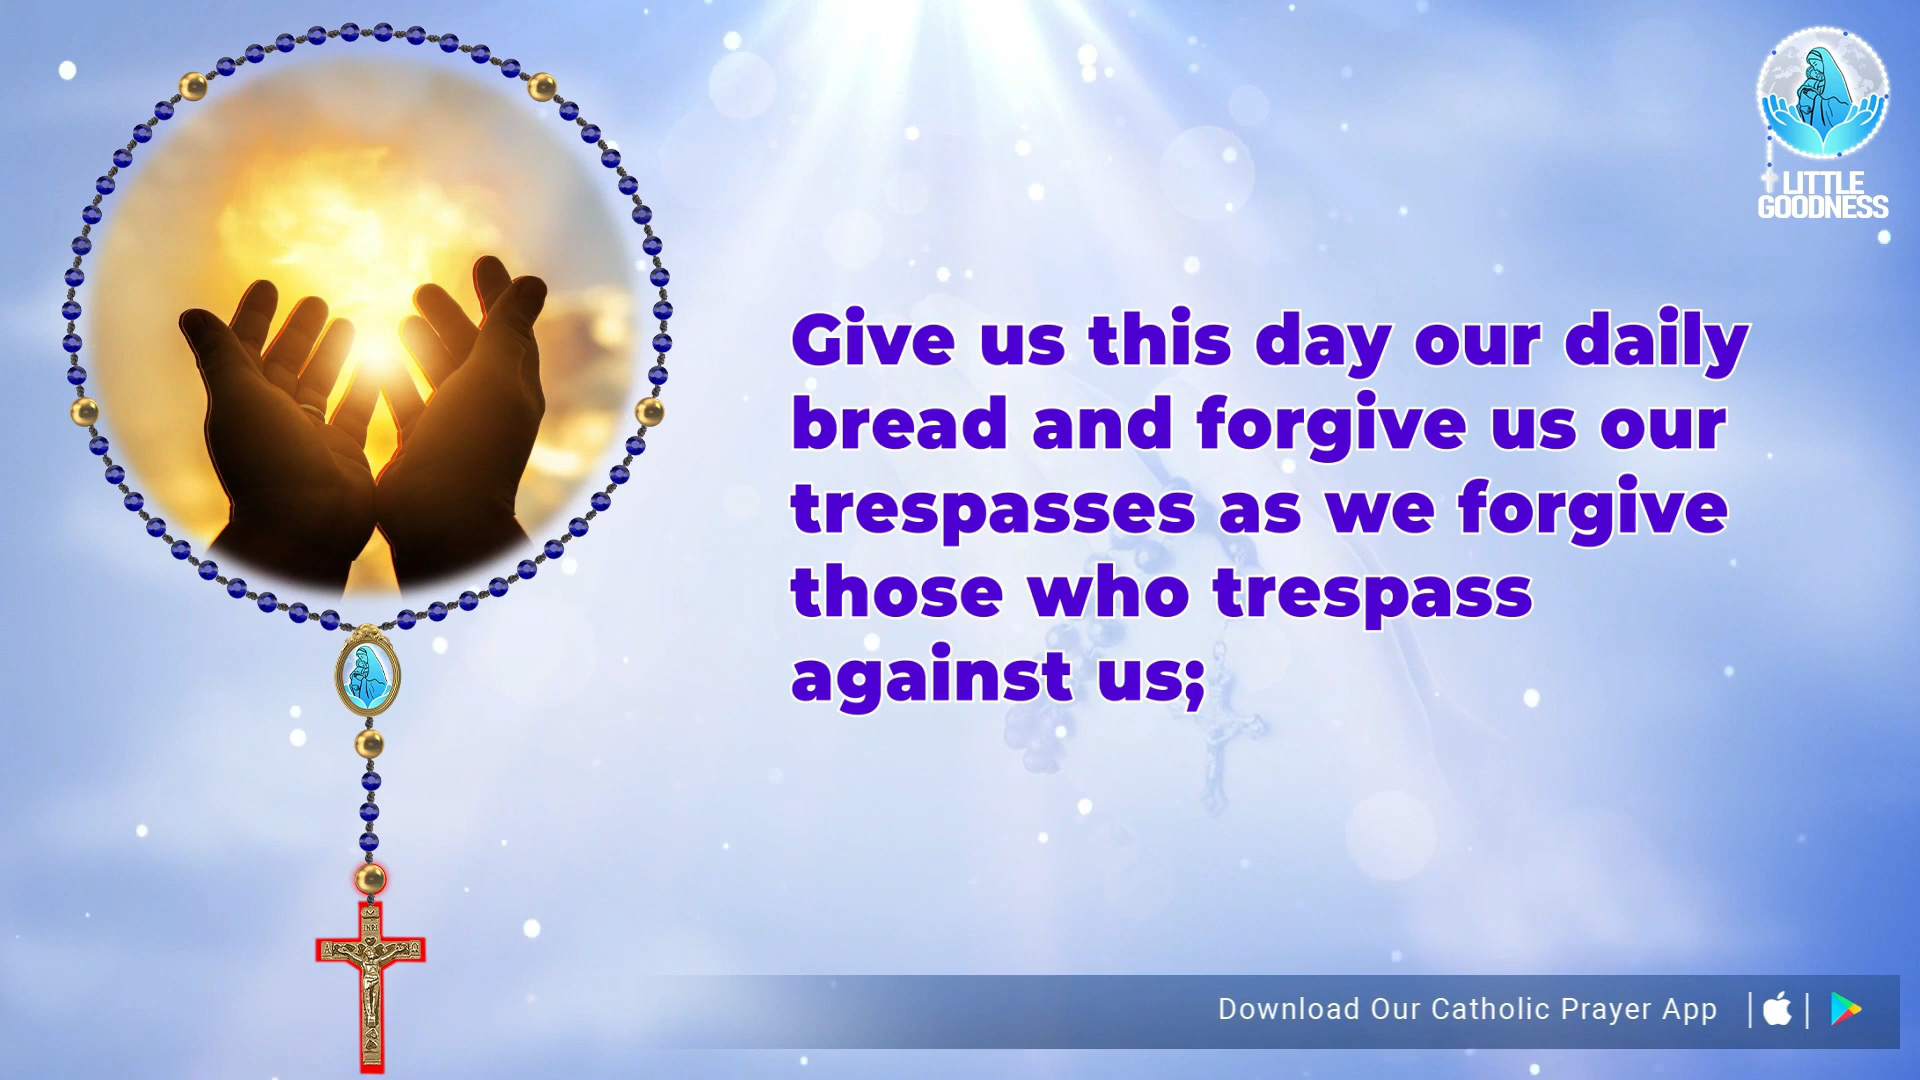 LITTLE
GOODNESS
Give us this day our daily
bread and forgive us our
trespasses as we forgive
those who trespass
against us;
INRI
Download Our Catholic Prayer App